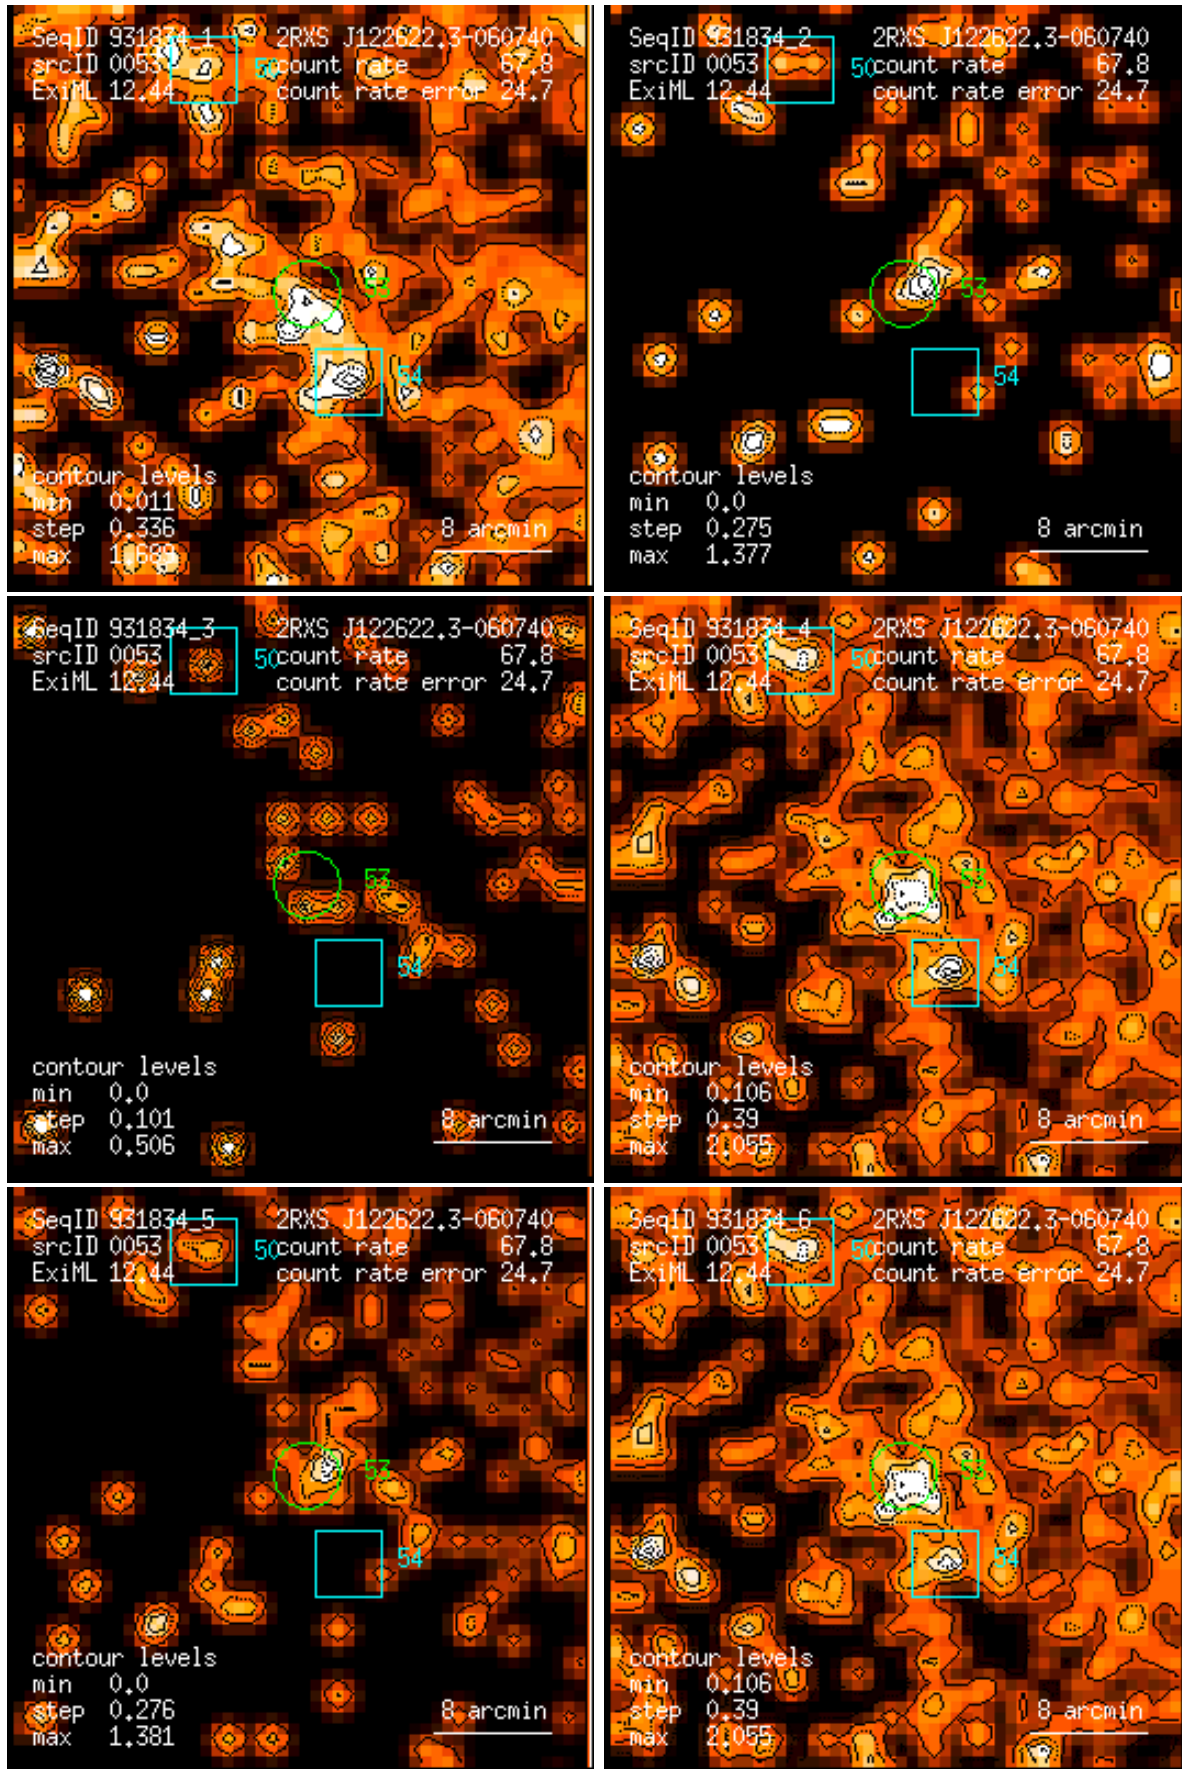 SeqID 931834_1 2RXS J122622.3-060740
srcID 0053 50 count rate 67.8
ExiML 12.44 count rate error 24.7
53
54
contour levels
min 0.011
step 0.336 8 arcmin
max 1.689
SeqID 931834_2 2RXS J122622.3-060740
srcID 0053 50 count rate 67.8
ExiML 12.44 count rate error 24.7
53
54
contour levels
min 0.0
step 0.275 8 arcmin
max 1.377
SeqID 931834_3 2RXS J122622.3-060740
srcID 0053 50 count rate 67.8
ExiML 12.44 count rate error 24.7
53
54
contour levels
min 0.0
step 0.101 8 arcmin
max 0.506
SeqID 931834_4 2RXS J122622.3-060740
srcID 0053 50 count rate 67.8
ExiML 12.44 count rate error 24.7
53
54
contour levels
min 0.106
step 0.39 8 arcmin
max 2.055
SeqID 931834_5 2RXS J122622.3-060740
srcID 0053 50 count rate 67.8
ExiML 12.44 count rate error 24.7
53
54
contour levels
min 0.0
step 0.276 8 arcmin
max 1.381
SeqID 931834_6 2RXS J122622.3-060740
srcID 0053 50 count rate 67.8
ExiML 12.44 count rate error 24.7
53
54
contour levels
min 0.106
step 0.39 8 arcmin
max 2.055